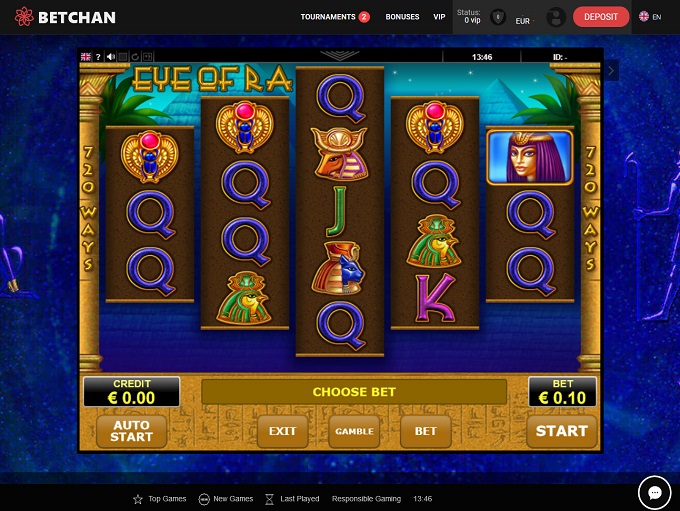 BETCHAN
TOURNAMENTS 2
BONUSES
VIP
Status:
0 vip
EUR
DEPOSIT
EN
?
13:46
ID: -
EYE OF RA
720 WAYS
720 WAYS
Q
J
Q
Q
Q
Q
Q
Q
K
Q
Q
Q
CREDIT
€ 0.00
CHOOSE BET
BET
€ 0.10
AUTO
START
EXIT
GAMBLE
BET
START
Top Games
New Games
Last Played
Responsible Gaming
13:46